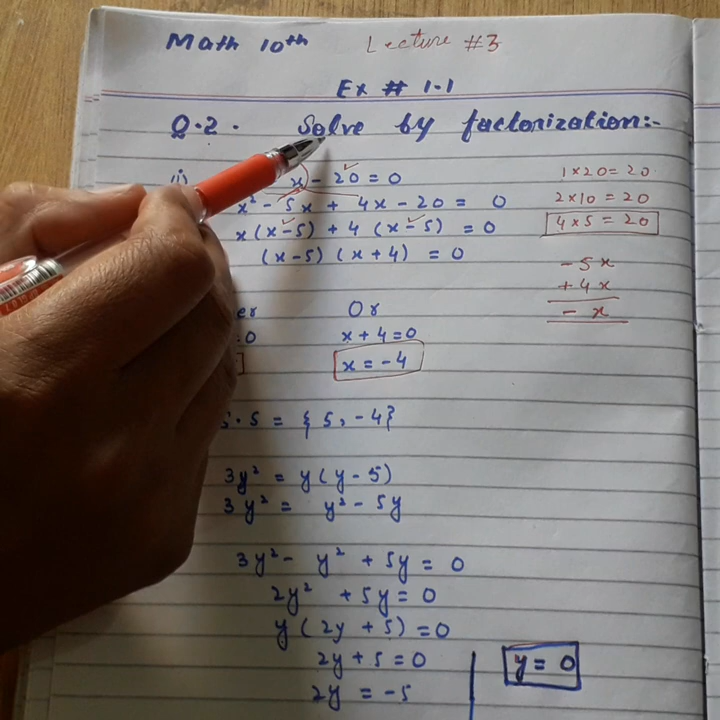 Math 10th Lecture #3
Ex # 1.1
Q.2. Solve by factorization:-
x) - 20 = 0
1 x 20 = 20
x² - 5x + 4x - 20 = 0
2 x 10 = 20
x(x-5) + 4 (x-5) = 0
4 x 5 = 20
(x-5) (x+4) = 0
-5x
+4x
-x
er Or
:0 x+4=0
x = -4
S.S = {5, -4}
3y² = y(y-5)
3y² = y² - 5y
3y² - y² + 5y = 0
2y² + 5y = 0
y(2y+5) = 0
2y+5 = 0 y = 0
2y = -5